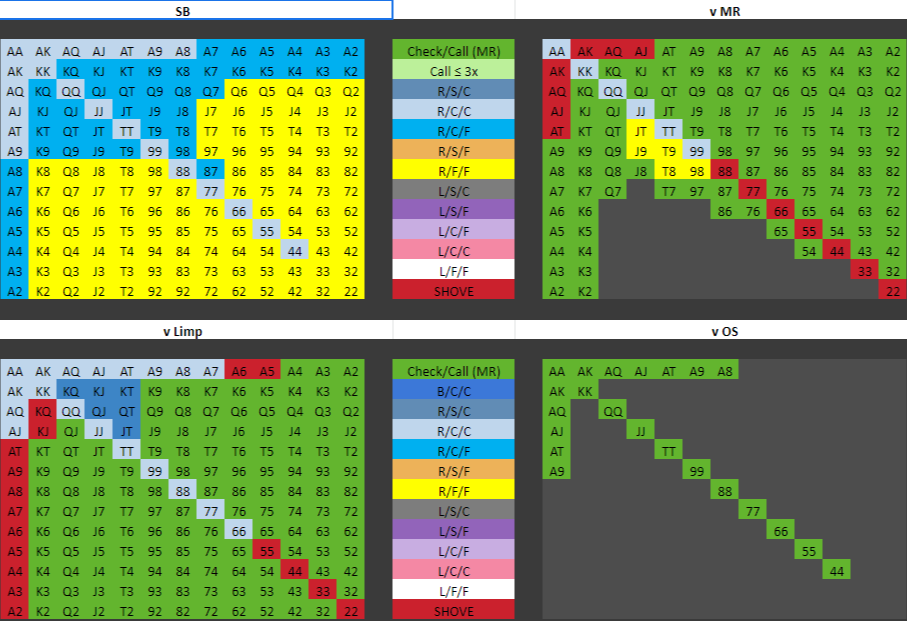 SB v MR
AA AK AQ AJ AT A9 A8 A7 A6 A5 A4 A3 A2 Check/Call (MR) AA AK AQ AJ AT A9 A8 A7 A6 A5 A4 A3 A2
AK KK KQ KJ KT K9 K8 K7 K6 K5 K4 K3 K2 Call ≤ 3x AK KK KQ KJ KT K9 K8 K7 K6 K5 K4 K3 K2
AQ KQ QQ QJ QT Q9 Q8 Q7 Q6 Q5 Q4 Q3 Q2 R/S/C AQ KQ QQ QJ QT Q9 Q8 Q7 Q6 Q5 Q4 Q3 Q2
AJ KJ QJ JJ JT J9 J8 J7 J6 J5 J4 J3 J2 R/C/C AJ KJ QJ JJ JT J9 J8 J7 J6 J5 J4 J3 J2
AT KT QT JT TT T9 T8 T7 T6 T5 T4 T3 T2 R/C/F AT KT QT JT TT T9 T8 T7 T6 T5 T4 T3 T2
A9 K9 Q9 J9 T9 99 98 97 96 95 94 93 92 R/S/F A9 K9 Q9 J9 T9 99 98 97 96 95 94 93 92
A8 K8 Q8 J8 T8 98 88 87 86 85 84 83 82 R/F/F A8 K8 Q8 J8 T8 98 88 87 86 85 84 83 82
A7 K7 Q7 J7 T7 97 87 77 76 75 74 73 72 L/S/C A7 K7 Q7 T7 97 87 77 76 75 74 73 72
A6 K6 Q6 J6 T6 96 86 76 66 65 64 63 62 L/S/F A6 K6 86 76 66 65 64 63 62
A5 K5 Q5 J5 T5 95 85 75 65 55 54 53 52 L/C/F A5 K5 65 55 54 53 52
A4 K4 Q4 J4 T4 94 84 74 64 54 44 43 42 L/C/C A4 K4 54 44 43 42
A3 K3 Q3 J3 T3 93 83 73 63 53 43 33 32 L/F/F A3 K3 33 32
A2 K2 Q2 J2 T2 92 92 72 62 52 42 32 22 SHOVE A2 K2 22
v Limp v OS
AA AK AQ AJ AT A9 A8 A7 A6 A5 A4 A3 A2 Check/Call (MR) AA AK AQ AJ AT A9 A8
AK KK KQ KJ KT K9 K8 K7 K6 K5 K4 K3 K2 B/C/C AK KK
AQ KQ QQ QJ QT Q9 Q8 Q7 Q6 Q5 Q4 Q3 Q2 R/S/C AQ QQ
AJ KJ QJ JJ JT J9 J8 J7 J6 J5 J4 J3 J2 R/C/C AJ JJ
AT KT QT JT TT T9 T8 T7 T6 T5 T4 T3 T2 R/C/F AT TT
A9 K9 Q9 J9 T9 99 98 97 96 95 94 93 92 R/S/F A9 99
A8 K8 Q8 J8 T8 98 88 87 86 85 84 83 82 R/F/F 88
A7 K7 Q7 J7 T7 97 87 77 76 75 74 73 72 L/S/C 77
A6 K6 Q6 J6 T6 96 86 76 66 65 64 63 62 L/S/F 66
A5 K5 Q5 J5 T5 95 85 75 65 55 54 53 52 L/C/F 55
A4 K4 Q4 J4 T4 94 84 74 64 54 44 43 42 L/C/C 44
A3 K3 Q3 J3 T3 93 83 73 63 53 43 33 32 L/F/F
A2 K2 Q2 J2 T2 92 82 72 62 52 42 32 22 SHOVE